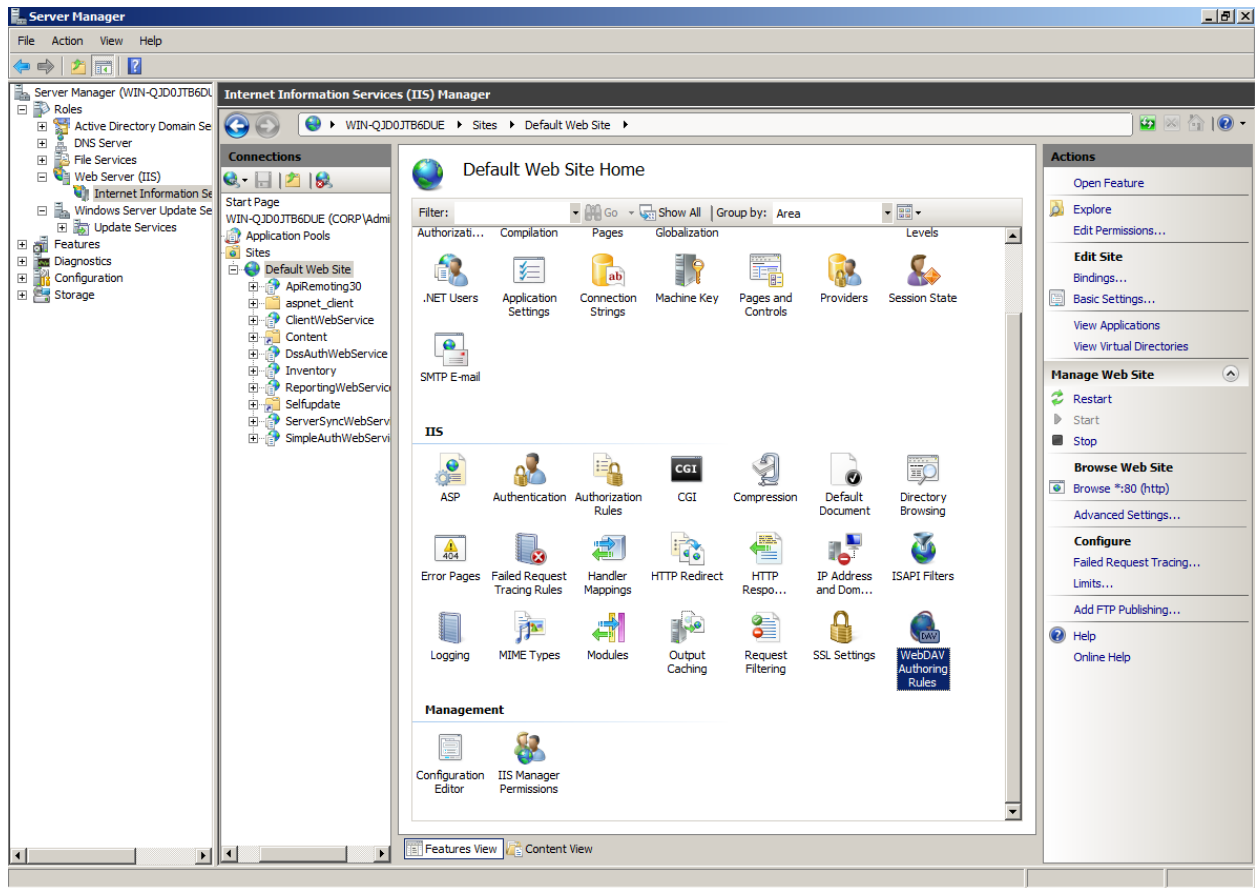 Server Manager
File Action View Help
Server Manager (WIN-QJD0JTB6DU
Roles
Active Directory Domain Se
DNS Server
File Services
Web Server (IIS)
Internet Information Se
Windows Server Update Se
Update Services
Features
Diagnostics
Configuration
Storage
Internet Information Services (IIS) Manager
WIN-QJD0JTB6DUE Sites Default Web Site
Connections
Start Page
WIN-QJD0JTB6DUE (CORP\Admi
Application Pools
Sites
Default Web Site
ApiRemoting30
aspnet_client
ClientWebService
Content
DssAuthWebService
Inventory
ReportingWebServic
Selfupdate
ServerSyncWebServ
SimpleAuthWebServi
Default Web Site Home
Filter: Go Show All Group by: Area
Authorizati... Compilation Pages Globalization Levels
.NET Users Application Connection Machine Key Pages and Providers Session State
Settings Strings Controls
ab
SMTP E-mail
IIS
CGI
ASP Authentication Authorization CGI Compression Default Directory
Rules Document Browsing
404
Error Pages Failed Request Handler HTTP Redirect HTTP IP Address ISAPI Filters
Tracing Rules Mappings Respo... and Dom...
DAV
Logging MIME Types Modules Output Request SSL Settings WebDAV
Caching Filtering Authoring
Rules
Management
Configuration IIS Manager
Editor Permissions
Features View Content View
Actions
Open Feature
Explore
Edit Permissions...
Edit Site
Bindings...
Basic Settings...
View Applications
View Virtual Directories
Manage Web Site
Restart
Start
Stop
Browse Web Site
Browse *:80 (http)
Advanced Settings...
Configure
Failed Request Tracing...
Limits...
Add FTP Publishing...
Help
Online Help